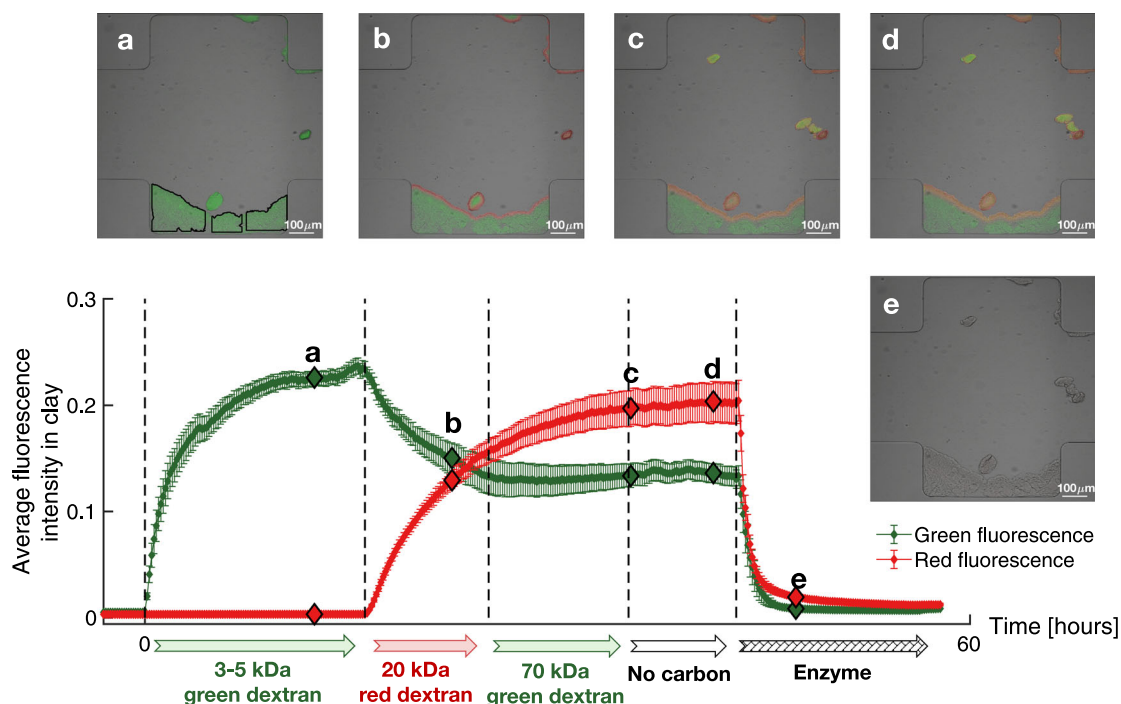 a
b
c
d
100μm
100μm
100μm
100μm
e
100μm
Average fluorescence
intensity in clay
0.3
0.2
0.1
0
a
b
c
d
e
Green fluorescence
Red fluorescence
0
60
Time [hours]
3-5 kDa
green dextran
20 kDa
red dextran
70 kDa
green dextran
No carbon
Enzyme